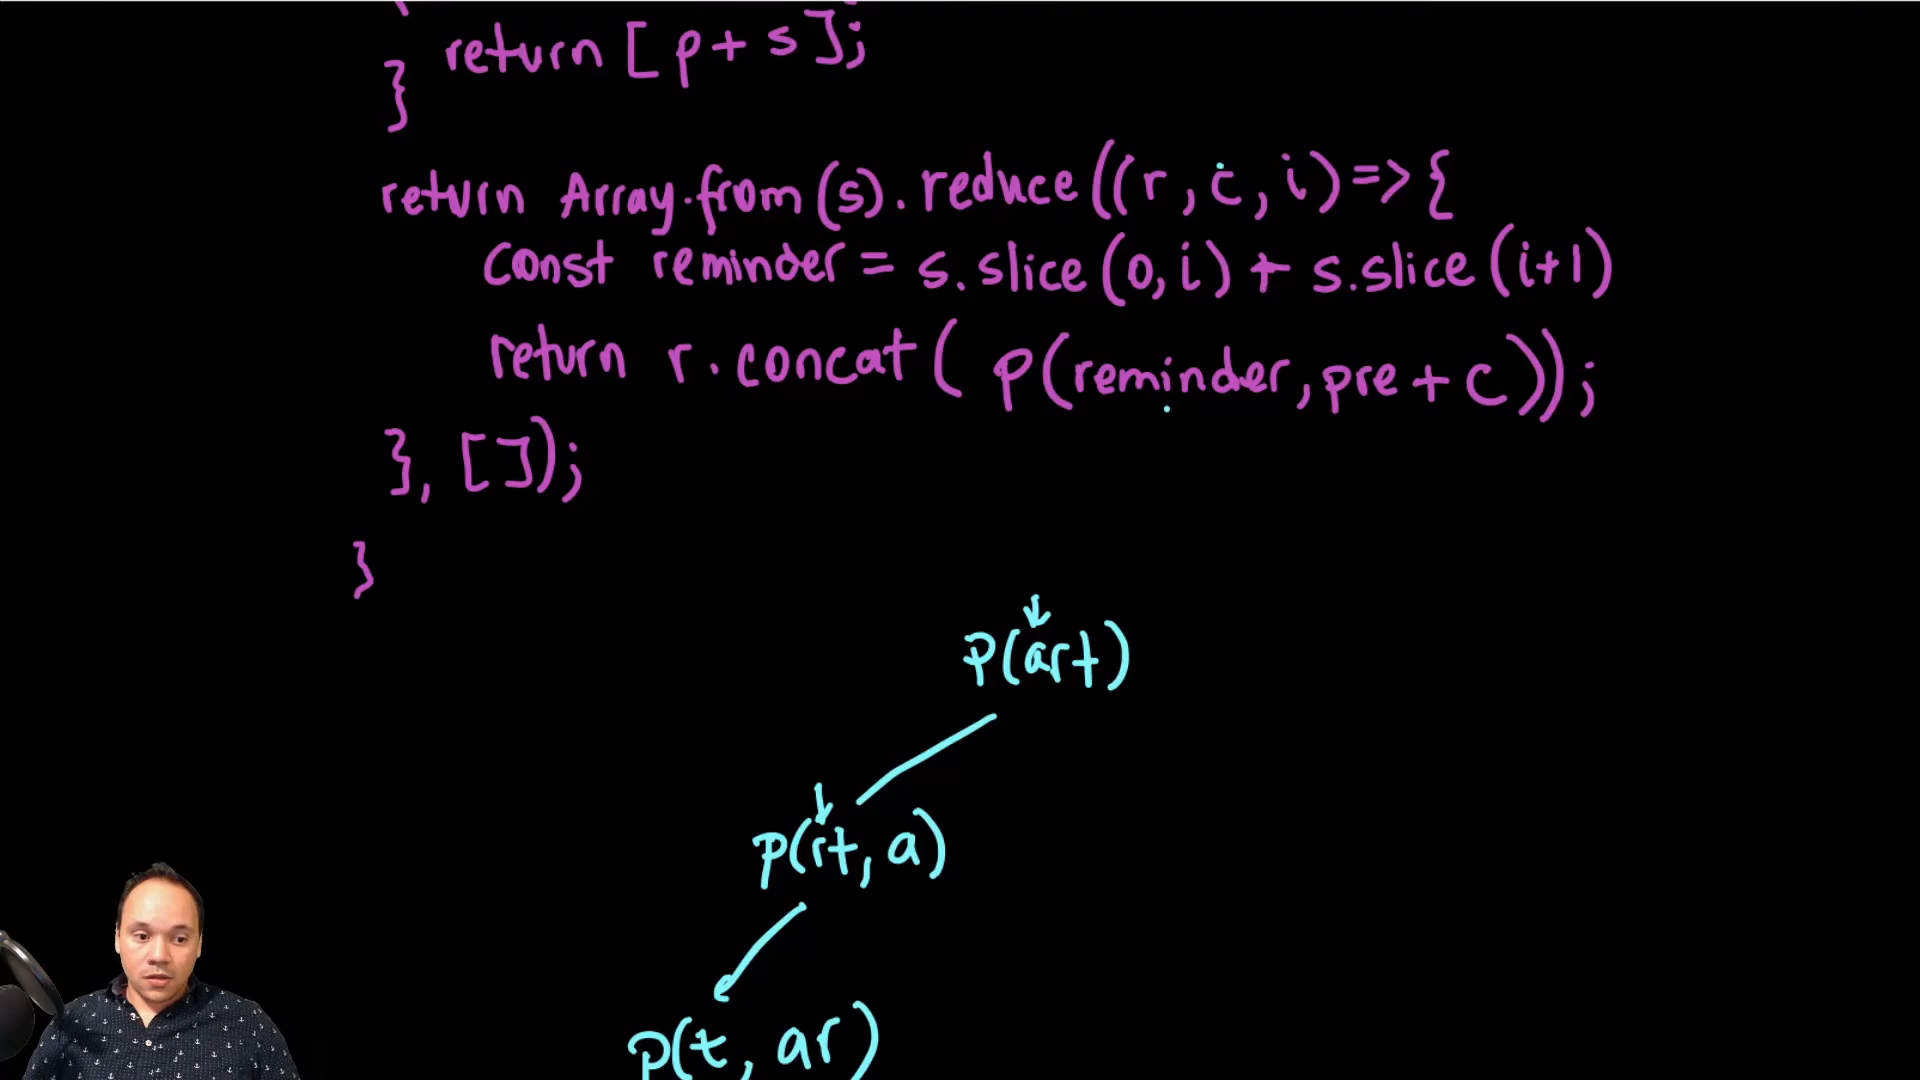 }
return [ p + s ];
}
return Array.from(s).reduce((r, c, i) => {
const reminder = s.slice(0, i) + s.slice(i+1)
return r.concat( p(reminder, pre + c));
}, []);
}
P(art)
p(rt, a)
p(t, ar)